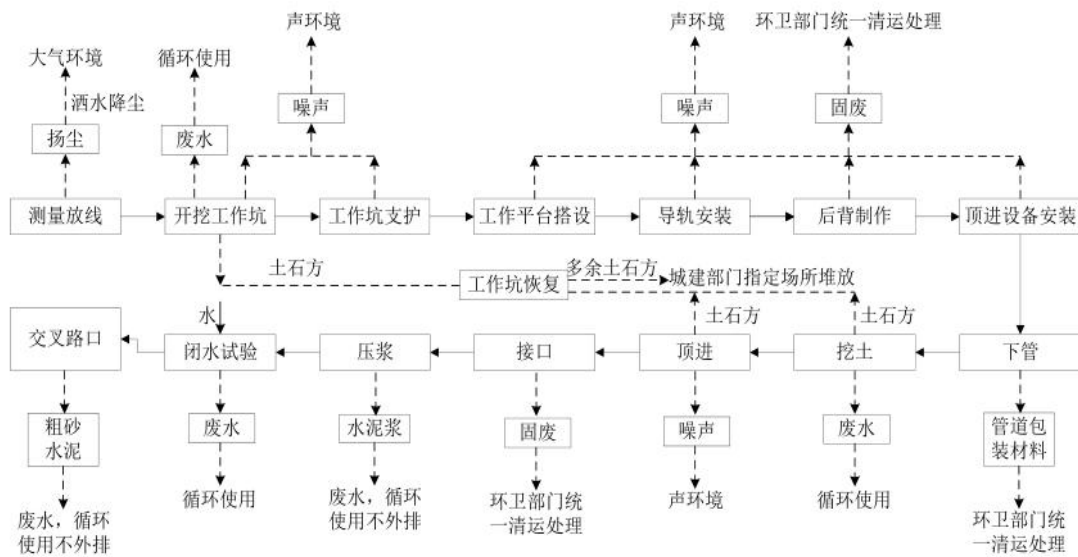 声环境
声环境
环卫部门统一清运处理
大气环境
循环使用
洒水降尘
噪声
噪声
固废
扬尘
废水
测量放线
开挖工作坑
工作坑支护
工作平台搭设
导轨安装
后背制作
顶进设备安装
土石方
多余土石方
工作坑恢复
城建部门指定场所堆放
水
土石方
土石方
交叉路口
闭水试验
压浆
接口
顶进
挖土
下管
粗砂
水泥
废水
水泥浆
固废
噪声
废水
管道包
装材料
废水，循环
使用不外排
循环使用
废水，循环
使用不外排
环卫部门统
一清运处理
声环境
循环使用
环卫部门统
一清运处理